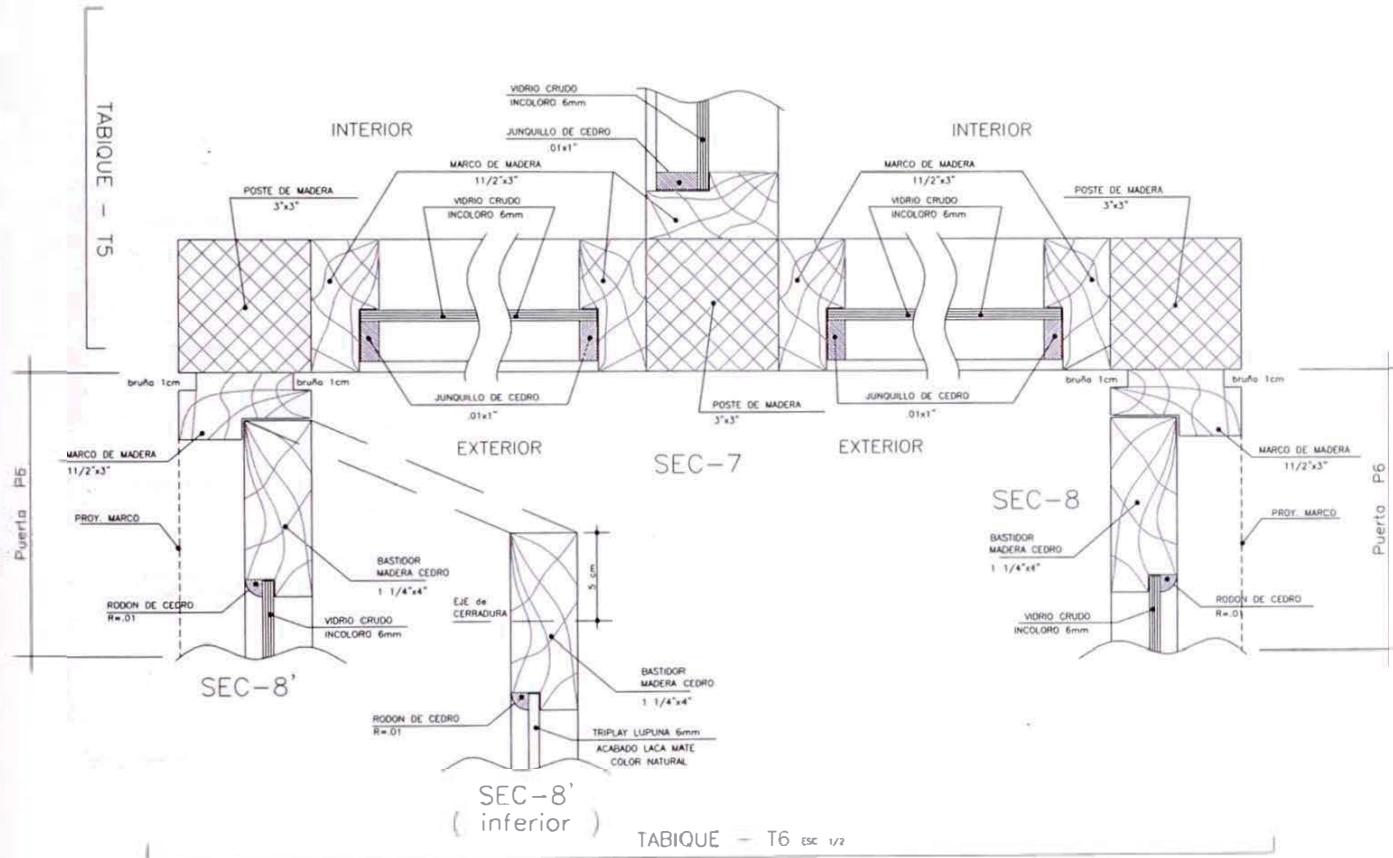 VIDRIO CRUDO
INCOLORO 6mm
JUNQUILLO DE CEDRO
.01x1"
TABIQUE - T5
INTERIOR
INTERIOR
MARCO DE MADERA
11/2"x3"
MARCO DE MADERA
11/2"x3"
POSTE DE MADERA
3"x3"
VIDRIO CRUDO
INCOLORO 6mm
VIDRIO CRUDO
INCOLORO 6mm
POSTE DE MADERA
3"x3"
bruña 1cm
bruña 1cm
bruña 1cm
bruña 1cm
JUNQUILLO DE CEDRO
.01x1"
POSTE DE MADERA
3"x3"
JUNQUILLO DE CEDRO
.01x1"
EXTERIOR
EXTERIOR
SEC-7
MARCO DE MADERA
11/2"x3"
MARCO DE MADERA
11/2"x3"
Puerta P6
Puerta P6
SEC-8
PROY. MARCO
PROY. MARCO
BASTIDOR
MADERA CEDRO
1 1/4"x4"
BASTIDOR
MADERA CEDRO
1 1/4"x4"
5 cm
EJE de
CERRADURA
RODON DE CEDRO
R=.01
VIDRIO CRUDO
INCOLORO 6mm
RODON DE CEDRO
R=.01
VIDRIO CRUDO
INCOLORO 6mm
SEC-8'
BASTIDOR
MADERA CEDRO
1 1/4"x4"
RODON DE CEDRO
R=.01
TRIPLAY LUPUNA 6mm
ACABADO LACA MATE
COLOR NATURAL
SEC-8'
( inferior )
TABIQUE - T6 ESC 1/2